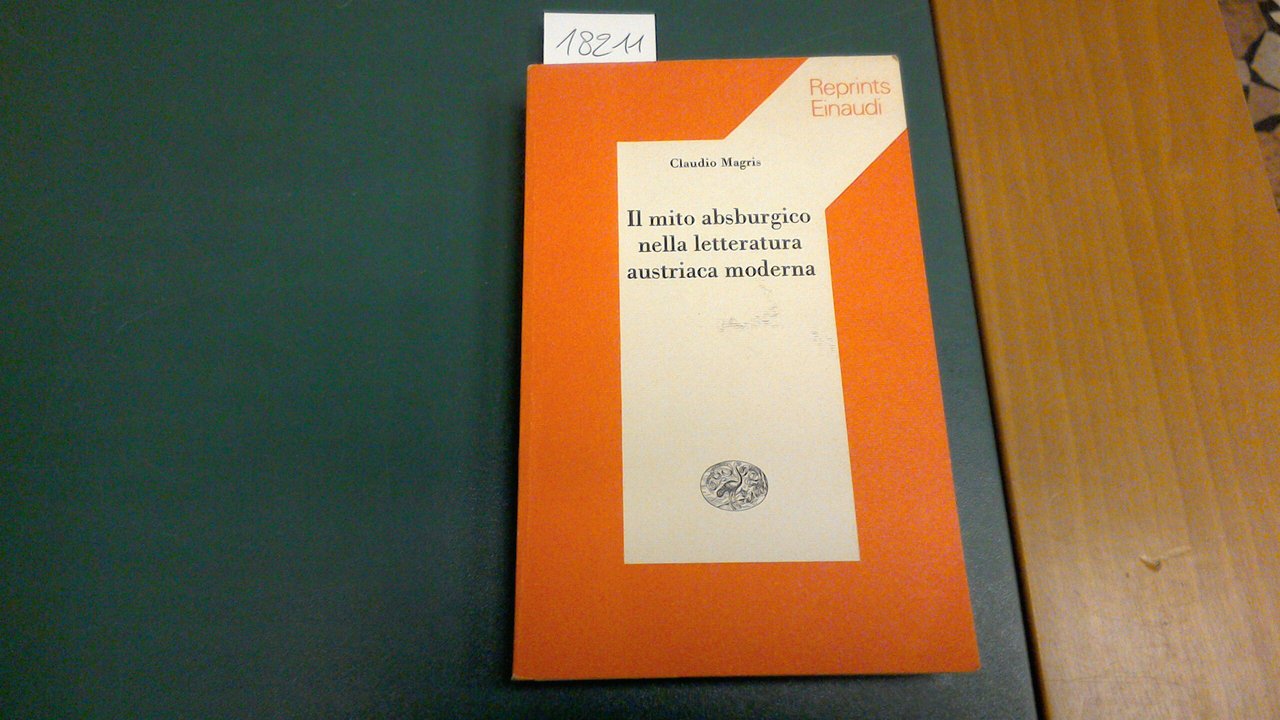 18211
Reprints
Einaudi
Claudio Magris
Il mito absburgico
nella letteratura
austriaca moderna